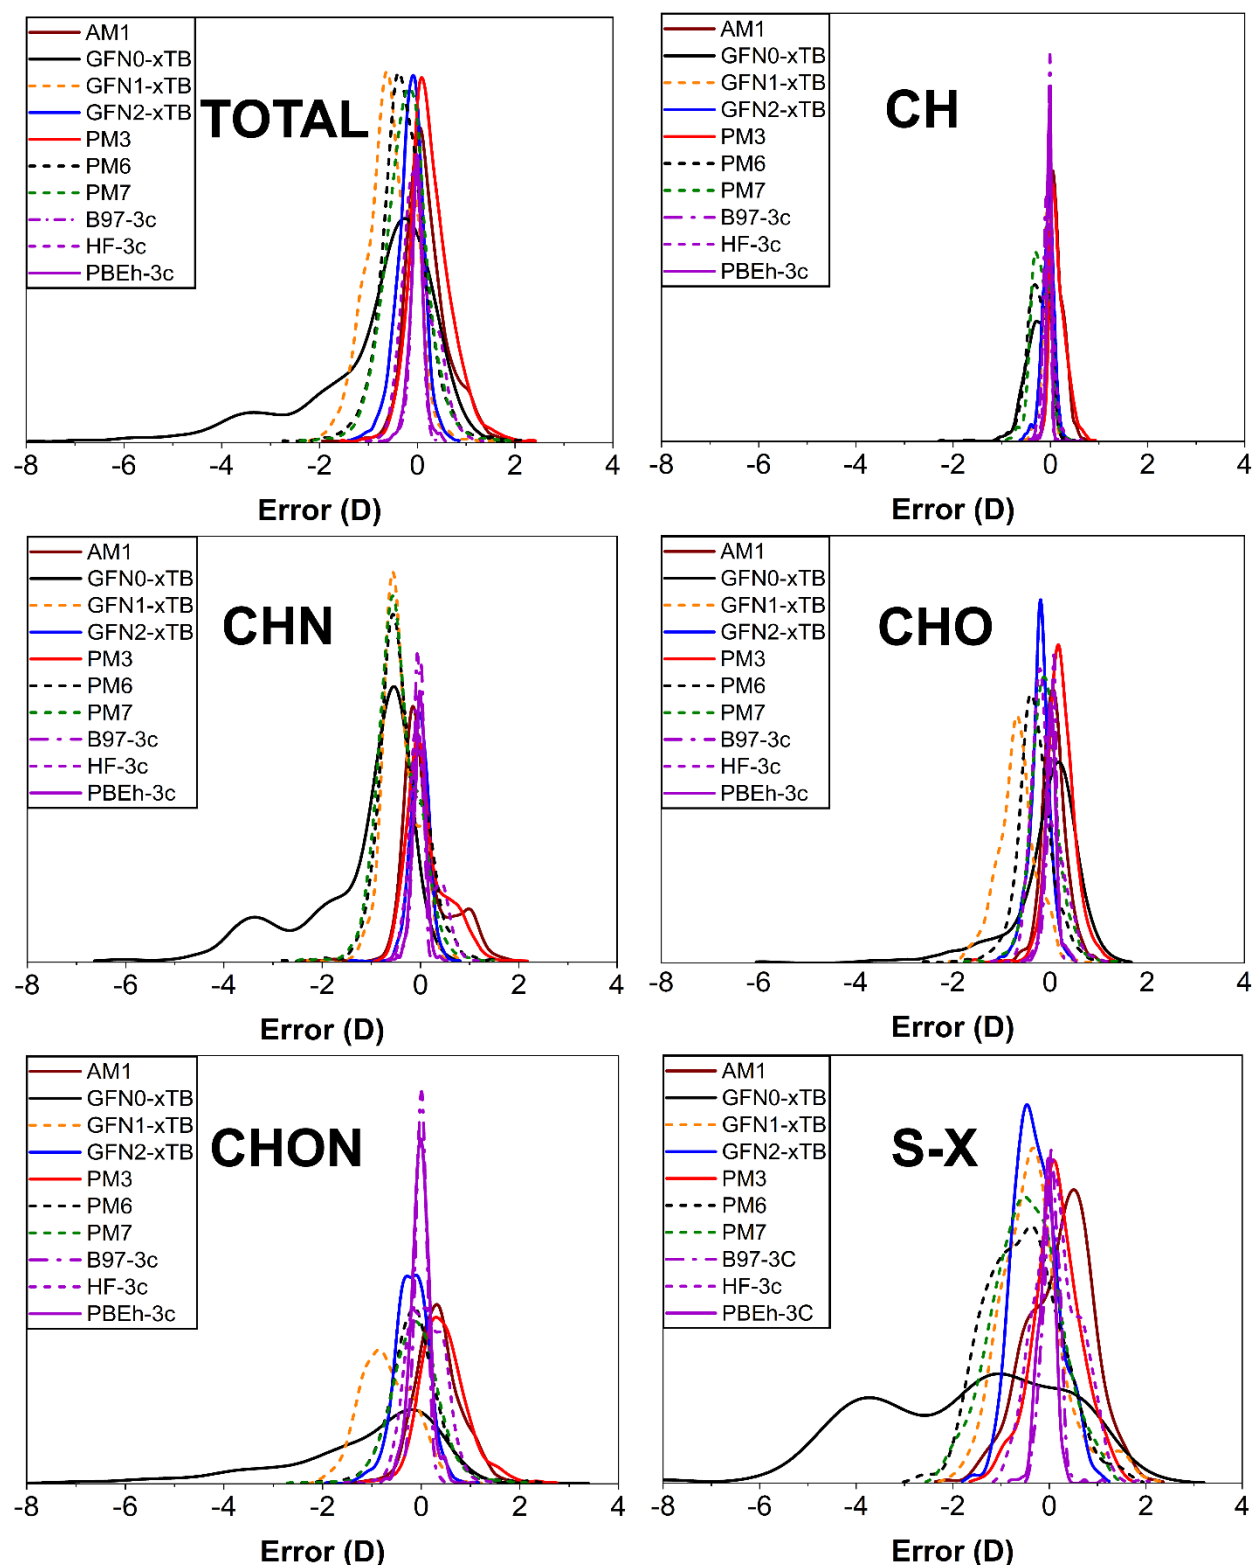 AM1
GFN0-xTB
GFN1-xTB
GFN2-xTB
PM3
PM6
PM7
B97-3c
HF-3c
PBEh-3c
TOTAL
-8 -6 -4 -2 0 2 4
Error (D)
AM1
GFN0-xTB
GFN1-xTB
GFN2-xTB
PM3
PM6
PM7
B97-3c
HF-3c
PBEh-3c
CH
-8 -6 -4 -2 0 2 4
Error (D)
AM1
GFN0-xTB
GFN1-xTB
GFN2-xTB
PM3
PM6
PM7
B97-3c
HF-3c
PBEh-3c
CHN
-8 -6 -4 -2 0 2 4
Error (D)
AM1
GFN0-xTB
GFN1-xTB
GFN2-xTB
PM3
PM6
PM7
B97-3c
HF-3c
PBEh-3c
CHO
-8 -6 -4 -2 0 2 4
Error (D)
AM1
GFN0-xTB
GFN1-xTB
GFN2-xTB
PM3
PM6
PM7
B97-3c
HF-3c
PBEh-3c
CHON
-8 -6 -4 -2 0 2 4
Error (D)
AM1
GFN0-xTB
GFN1-xTB
GFN2-xTB
PM3
PM6
PM7
B97-3C
HF-3c
PBEh-3C
S-X
-8 -6 -4 -2 0 2 4
Error (D)